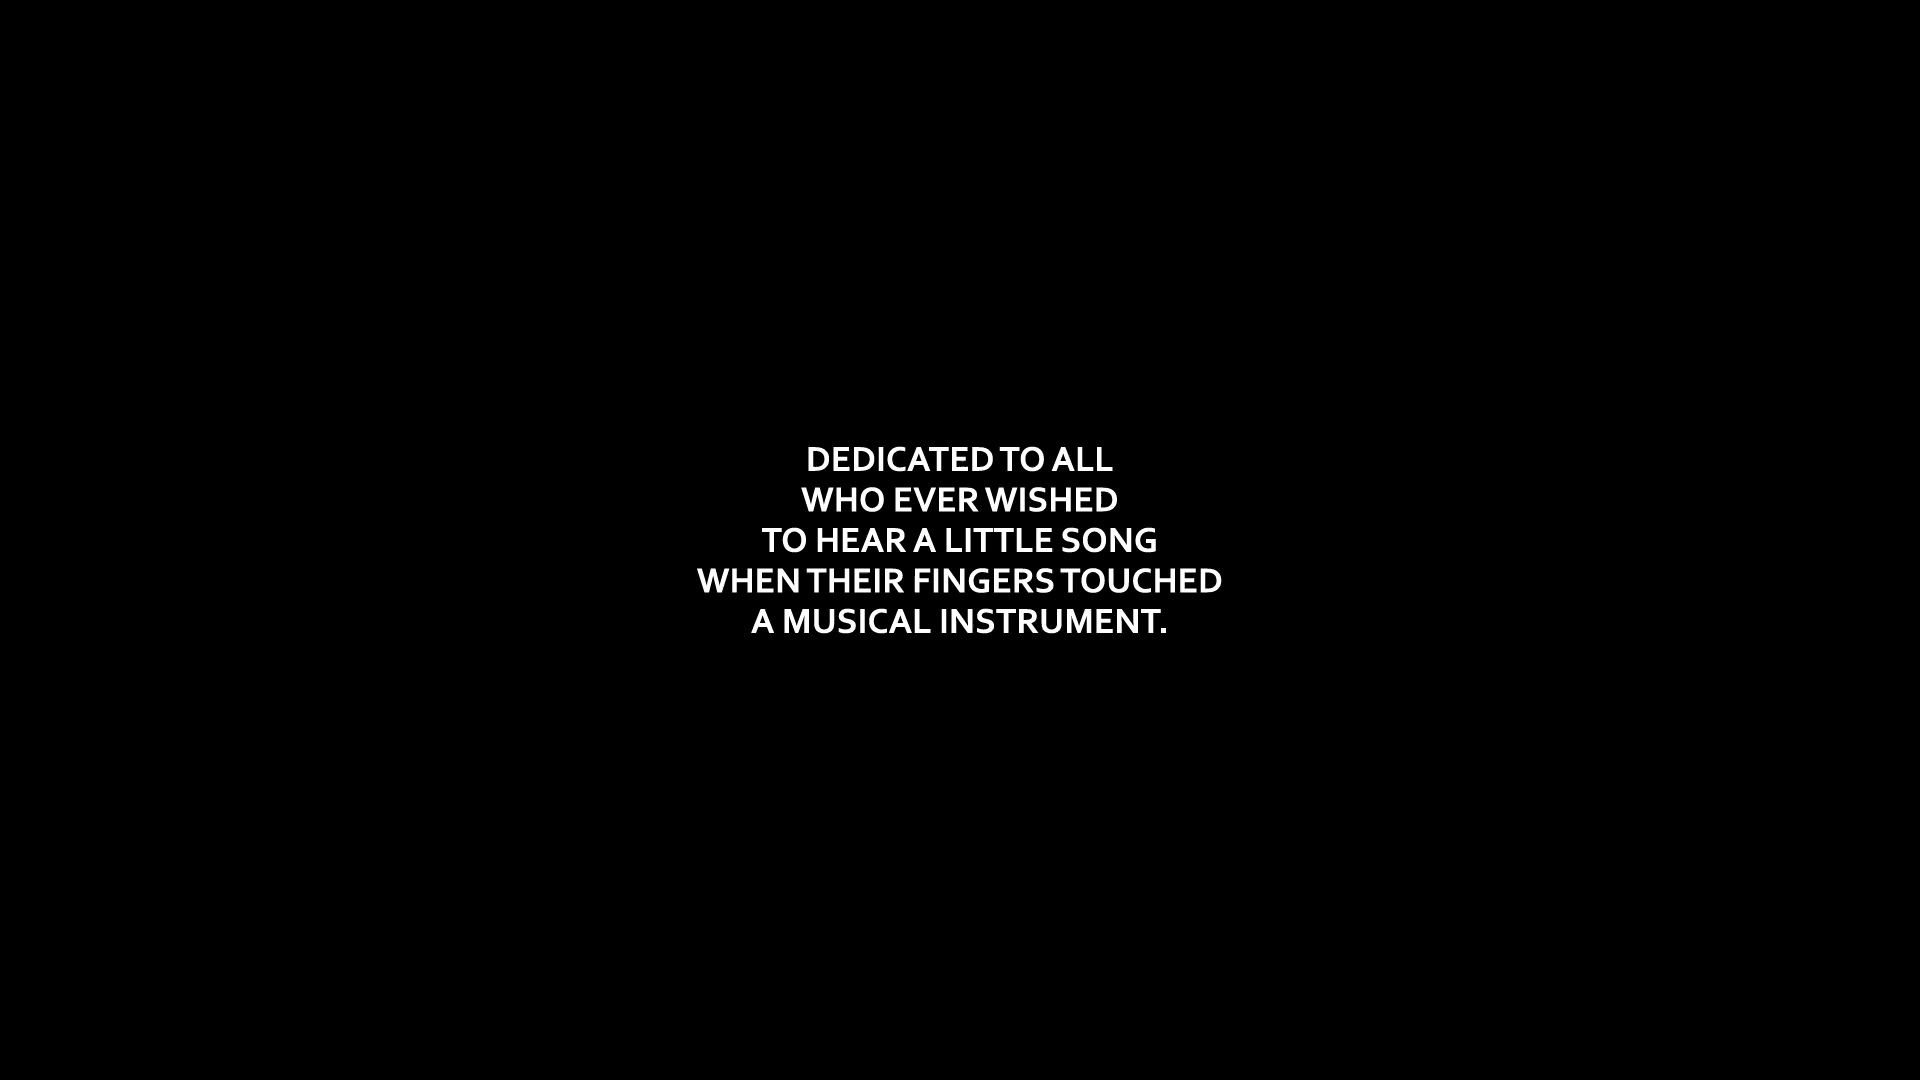 DEDICATED TO ALL
WHO EVER WISHED
TO HEAR A LITTLE SONG
WHEN THEIR FINGERS TOUCHED
A MUSICAL INSTRUMENT.